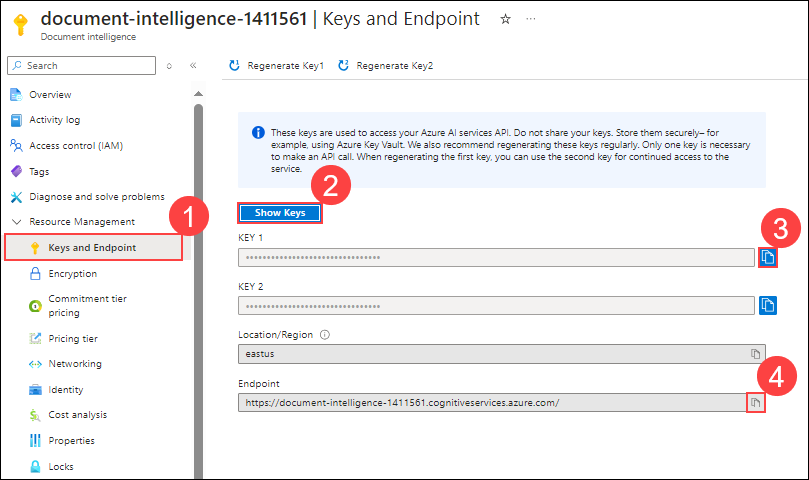 document-intelligence-1411561 | Keys and Endpoint
Document intelligence
Search
Overview
Activity log
Access control (IAM)
Tags
Diagnose and solve problems
Resource Management
1
Keys and Endpoint
Encryption
Commitment tier
pricing
Pricing tier
Networking
Identity
Cost analysis
Properties
Locks
Regenerate Key1 Regenerate Key2
These keys are used to access your Azure AI services API. Do not share your keys. Store them securely– for
example, using Azure Key Vault. We also recommend regenerating these keys regularly. Only one key is necessary
to make an API call. When regenerating the first key, you can use the second key for continued access to the
service.
2
Show Keys
KEY 1
3
KEY 2
Location/Region
eastus
Endpoint
4
https://document-intelligence-1411561.cognitiveservices.azure.com/